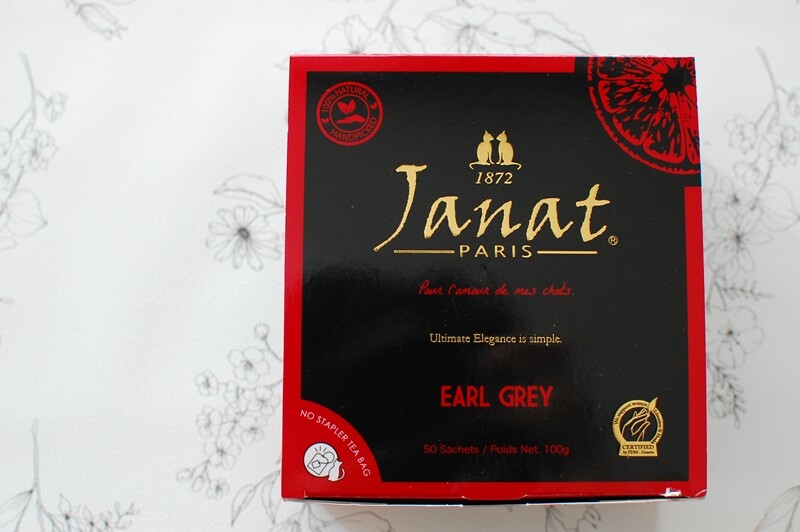 100% NATURAL
HANDPICKED
1872
Janat®
PARIS
Pour l'amour de mes chats.
Ultimate Elegance is simple.
EARL GREY
NO STAPLER TEA BAG
50 Sachets / Poids Net. 100g
CERTIFIED